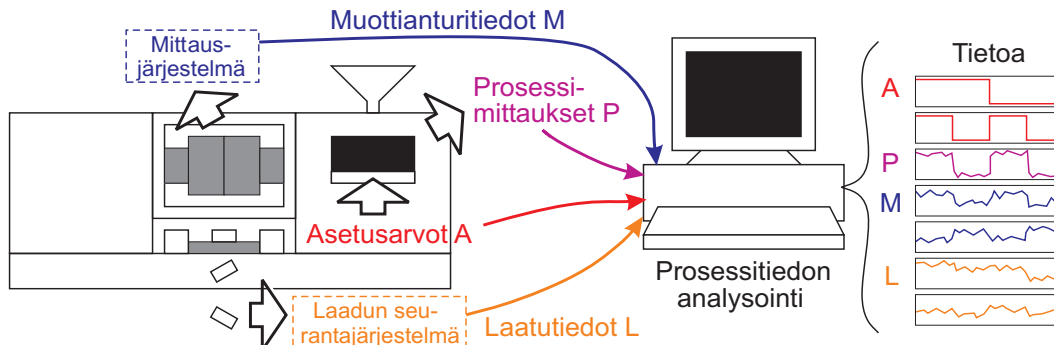 Muottianturitiedot M
Mittaus-
järjestelmä
Prosessi-
mittaukset P
Asetusarvot A
Laadun seu-
rantajärjestelmä
Laatutiedot L
Prosessitiedon
analysointi
Tietoa
A
P
M
L